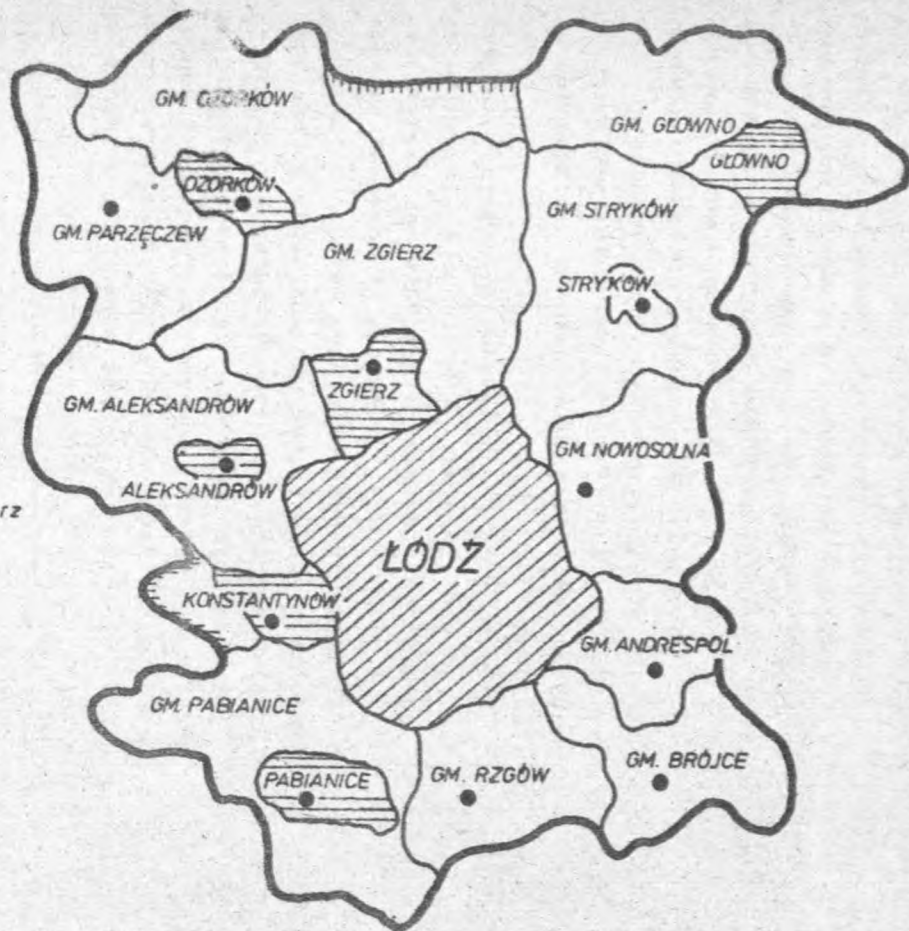 GM. OZORKÓW
GM. GŁOWNO
GŁOWNO
OZORKÓW
GM. PARZĘCZEW
GM. STRYKÓW
GM. ZGIERZ
STRYKÓW
ZGIERZ
GM. ALEKSANDRÓW
GM. NOWOSOLNA
ALEKSANDRÓW
rz
ŁÓDŹ
KONSTANTYNÓW
GM. ANDRESPOL
GM. PABIANICE
GM. BRÓJCE
PABIANICE
GM. RZGÓW